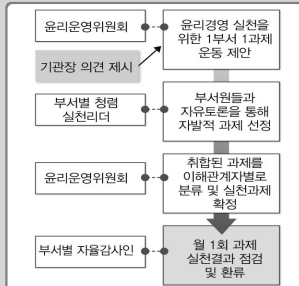 윤리운영위원회
윤리경영 실천을
위한 1부서 1과제
운동 제안
기관장 의견 제시
부서별 청렴
실천리더
부서원들과
자유토론을 통해
자발적 과제 선정
윤리운영위원회
취합된 과제를
이해관계자별로
분류 및 실천과제
확정
부서별 자율감사인
월 1회 과제
실천결과 점검
및 환류